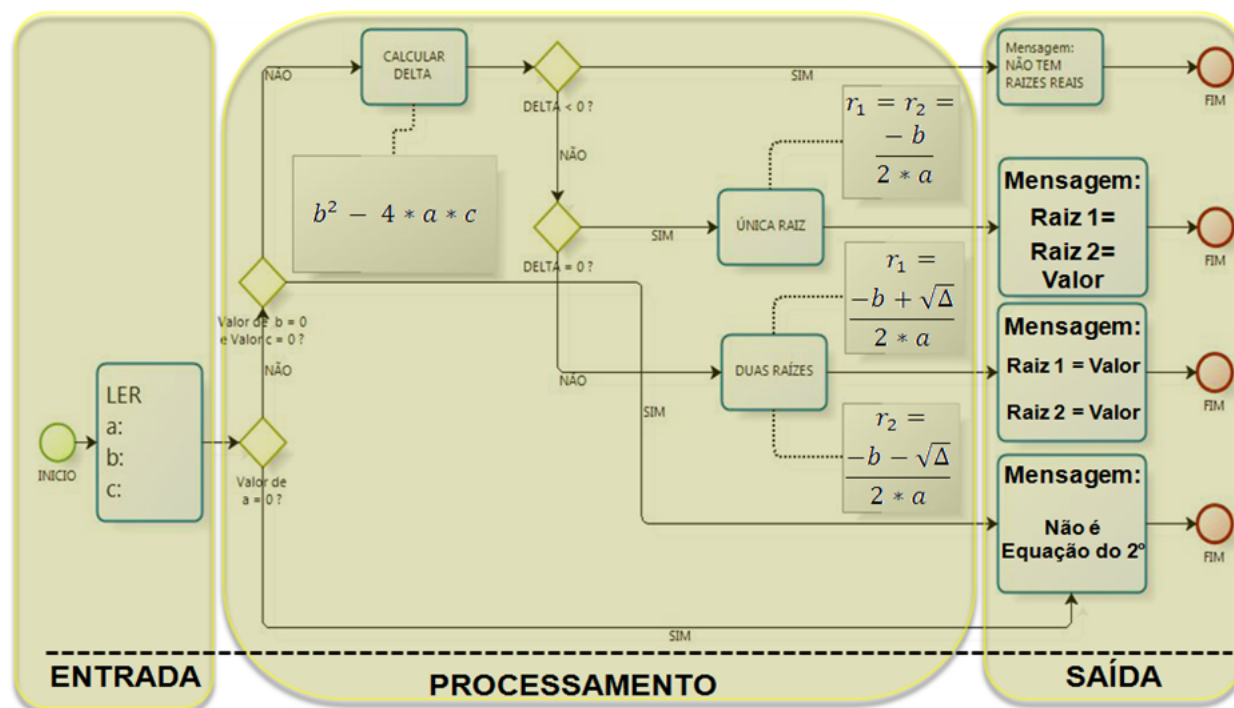 INICIO
LER
a:
b:
c:
Valor de
a = 0 ?
NÃO
SIM
Valor de b = 0
e Valor c = 0 ?
NÃO
SIM
CALCULAR
DELTA
b² − 4 * a * c
DELTA < 0 ?
SIM
NÃO
DELTA = 0 ?
SIM
NÃO
ÚNICA RAIZ
r₁ = r₂ =
− b
2 * a
DUAS RAÍZES
r₁ =
−b + √Δ
2 * a
r₂ =
−b − √Δ
2 * a
Mensagem:
NÃO TEM
RAIZES REAIS
FIM
Mensagem:
Raiz 1=
Raiz 2=
Valor
FIM
Mensagem:
Raiz 1 = Valor
Raiz 2 = Valor
FIM
Mensagem:
Não é
Equação do 2º
FIM
ENTRADA
PROCESSAMENTO
SAÍDA